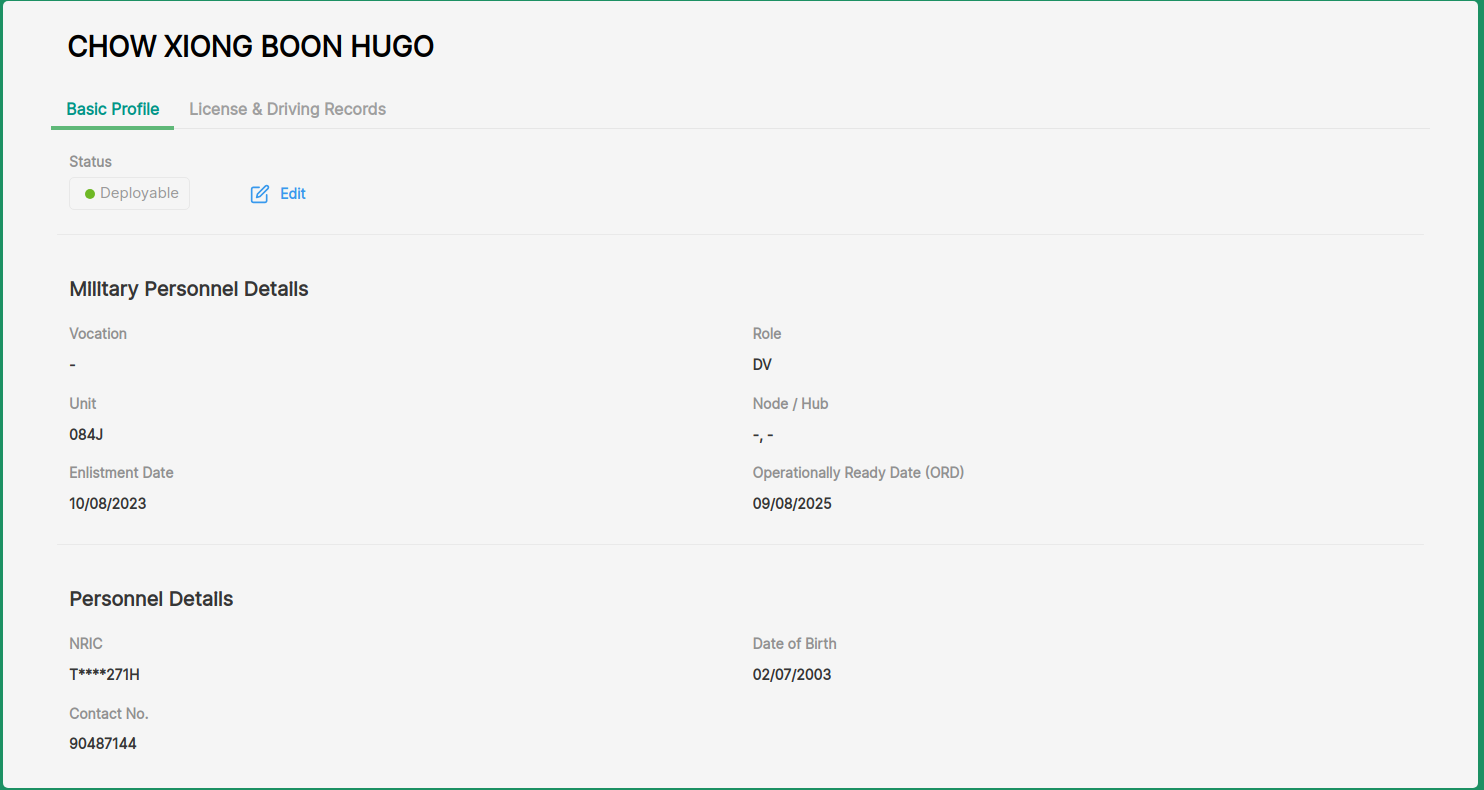 CHOW XIONG BOON HUGO
Basic Profile License & Driving Records
Status
Deployable Edit
Military Personnel Details
Vocation Role
- DV
Unit Node / Hub
084J -, -
Enlistment Date Operationally Ready Date (ORD)
10/08/2023 09/08/2025
Personnel Details
NRIC Date of Birth
T****271H 02/07/2003
Contact No.
90487144